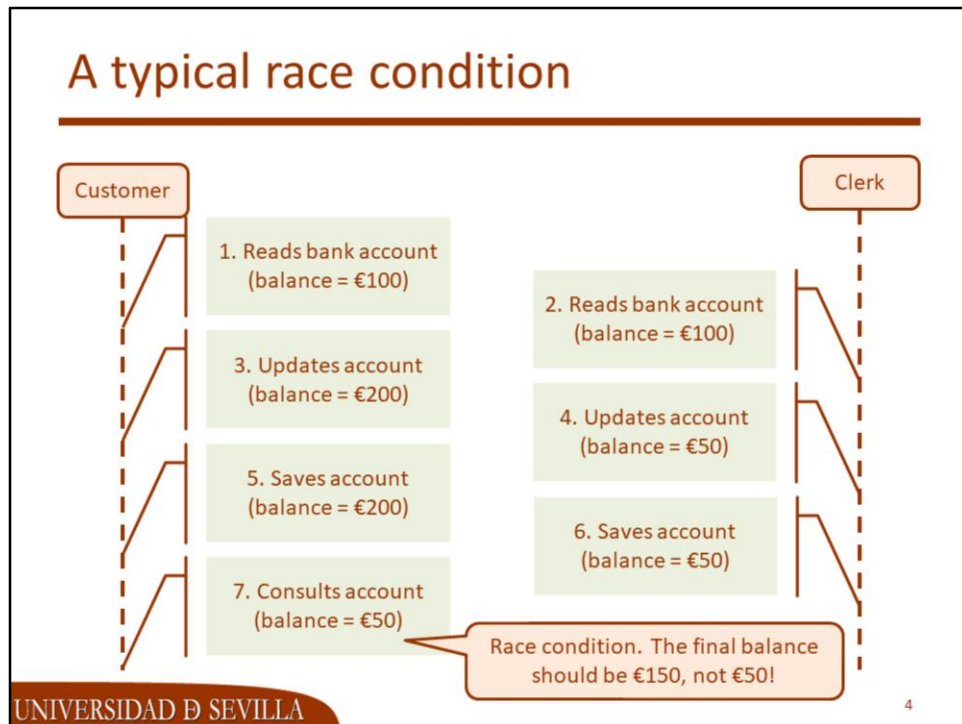 A typical race condition
Customer
Clerk
1. Reads bank account
(balance = €100)
2. Reads bank account
(balance = €100)
3. Updates account
(balance = €200)
4. Updates account
(balance = €50)
5. Saves account
(balance = €200)
6. Saves account
(balance = €50)
7. Consults account
(balance = €50)
Race condition. The final balance
should be €150, not €50!
UNIVERSIDAD Ð SEVILLA
4